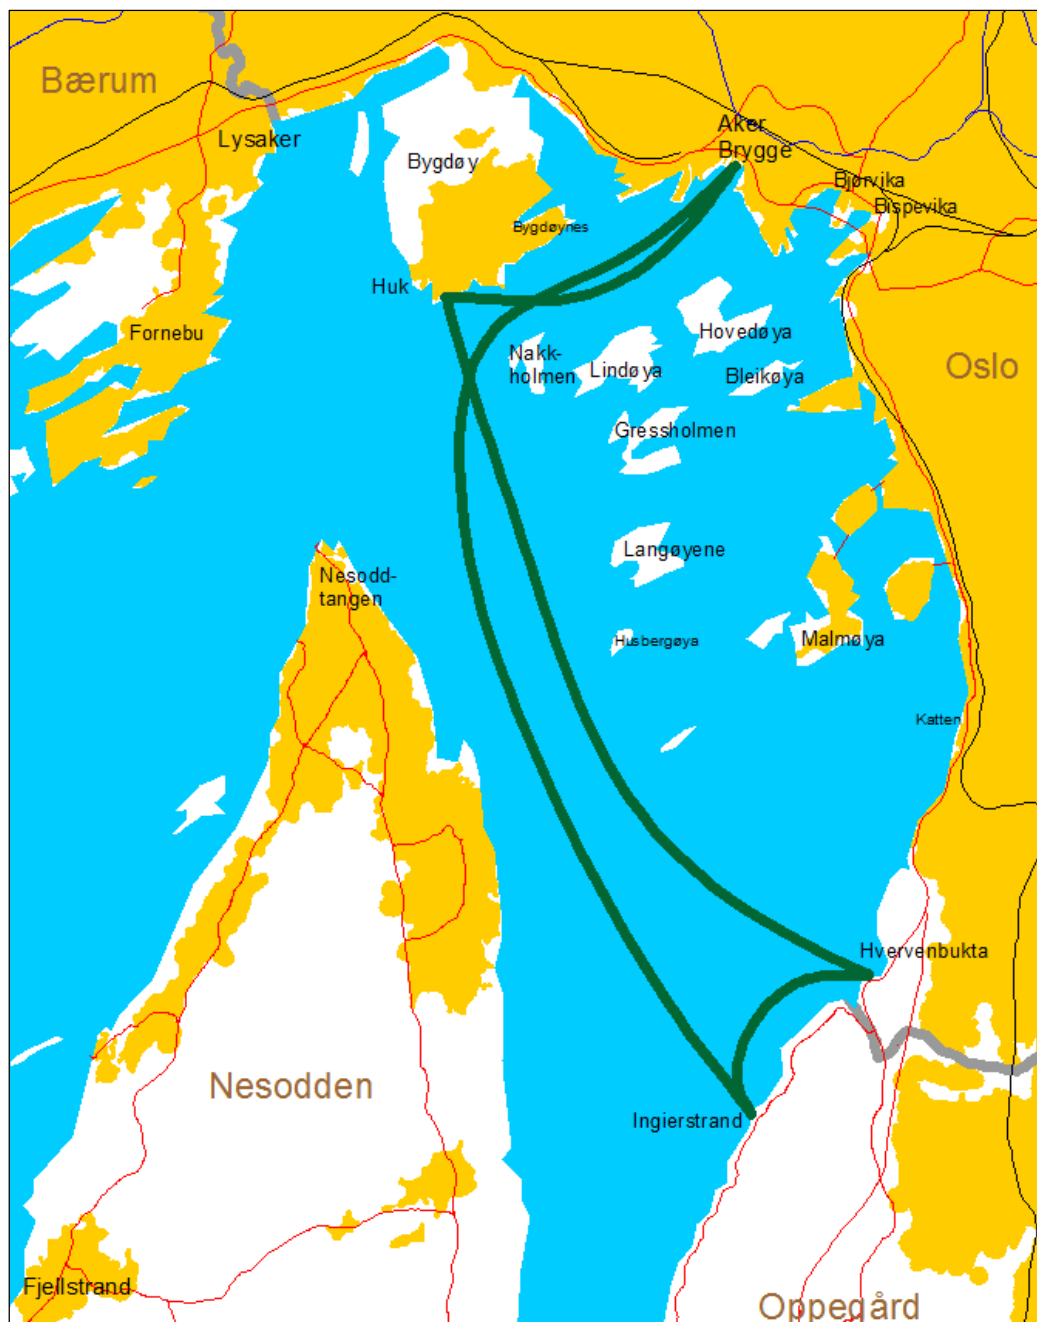 Bærum
Lysaker
Aker
Brygge
Bygdøy
Bjørvika
Bispevika
Bygdøynes
Huk
Fornebu
Nakk-
holmen
Lindøya
Hovedøya
Bleikøya
Oslo
Gressholmen
Langøyene
Nesodd-
tangen
Husbergøya
Malmøya
Katten
Hvervenbukta
Nesodden
Ingierstrand
Fjellstrand
Oppegård